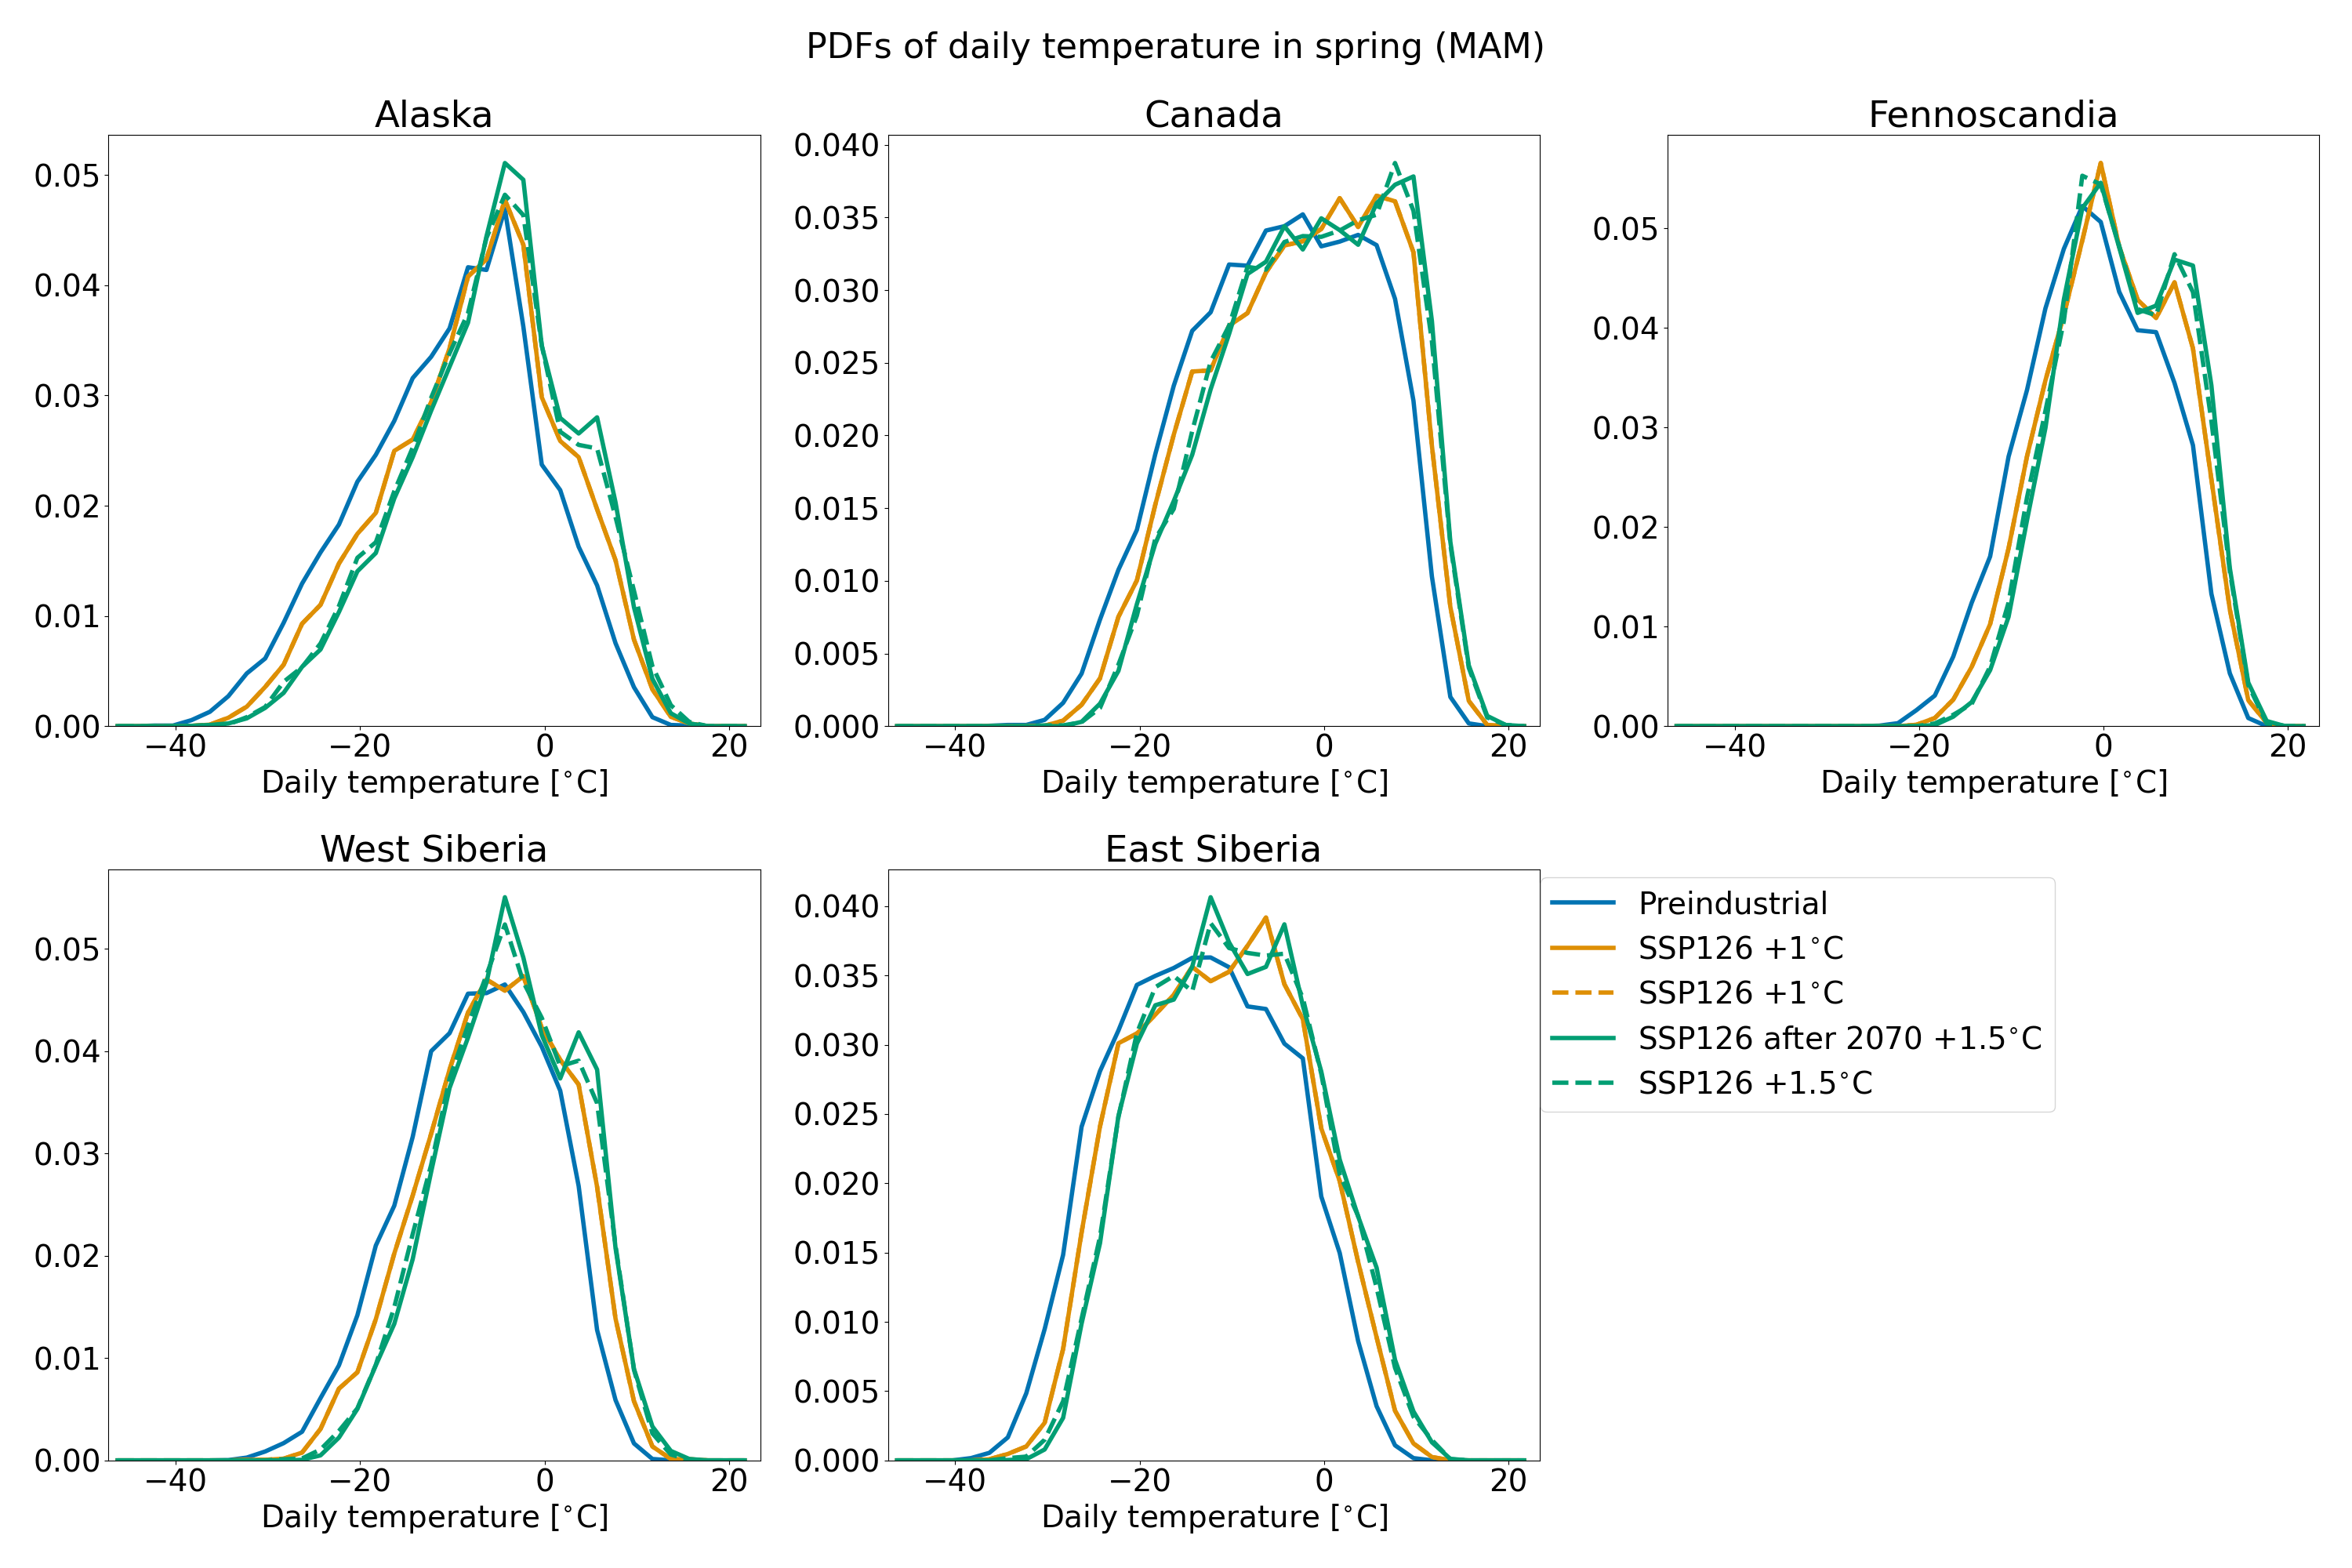 PDFs of daily temperature in spring (MAM)
Alaska
0.05
0.04
0.03
0.02
0.01
0.00
−40 −20 0 20
Daily temperature [°C]
Canada
0.040
0.035
0.030
0.025
0.020
0.015
0.010
0.005
0.000
−40 −20 0 20
Daily temperature [°C]
Fennoscandia
0.05
0.04
0.03
0.02
0.01
0.00
−40 −20 0 20
Daily temperature [°C]
West Siberia
0.05
0.04
0.03
0.02
0.01
0.00
−40 −20 0 20
Daily temperature [°C]
East Siberia
0.040
0.035
0.030
0.025
0.020
0.015
0.010
0.005
0.000
−40 −20 0 20
Daily temperature [°C]
Preindustrial
SSP126 +1°C
SSP126 +1°C
SSP126 after 2070 +1.5°C
SSP126 +1.5°C